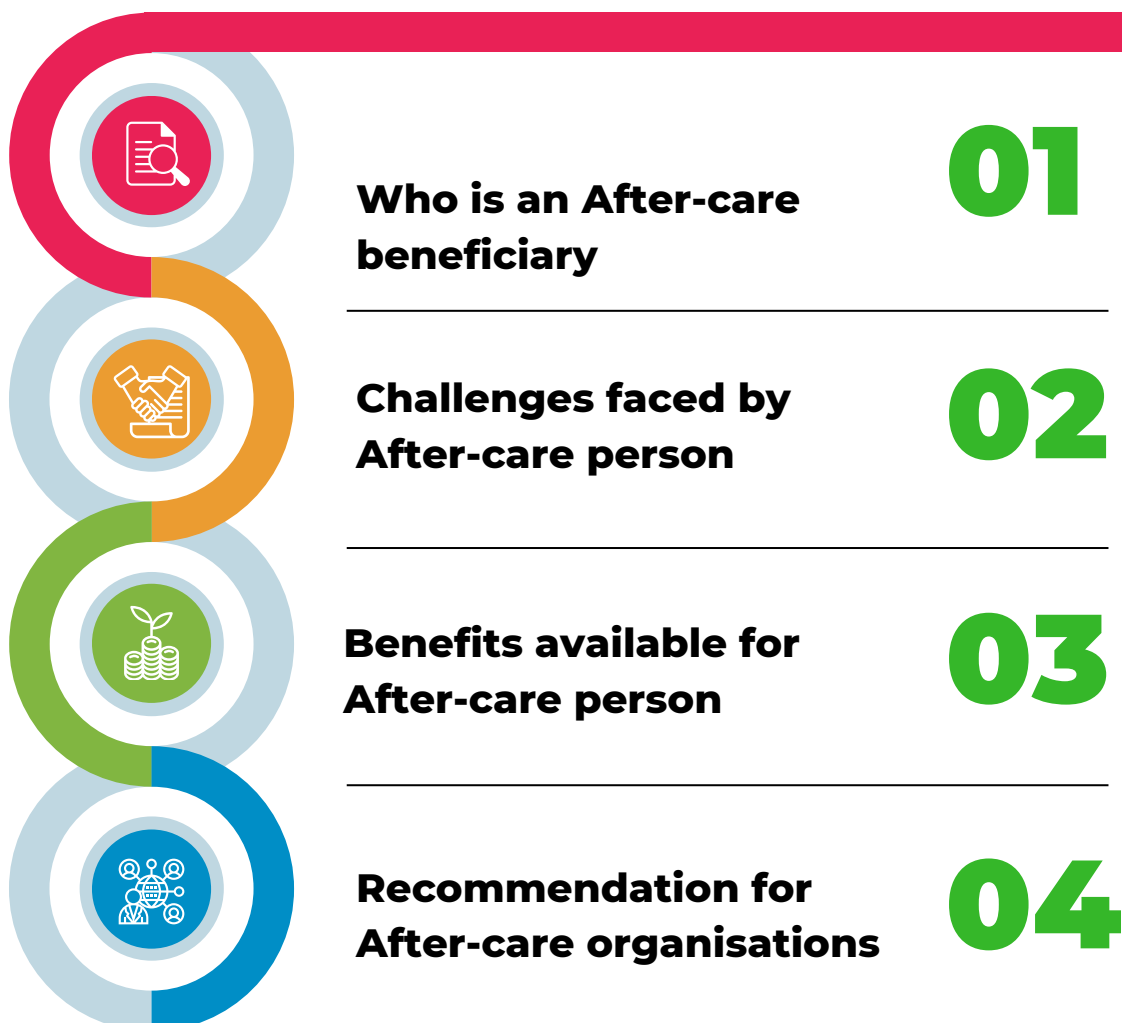 01
Who is an After-care
beneficiary
02
Challenges faced by
After-care person
03
Benefits available for
After-care person
04
Recommendation for
After-care organisations